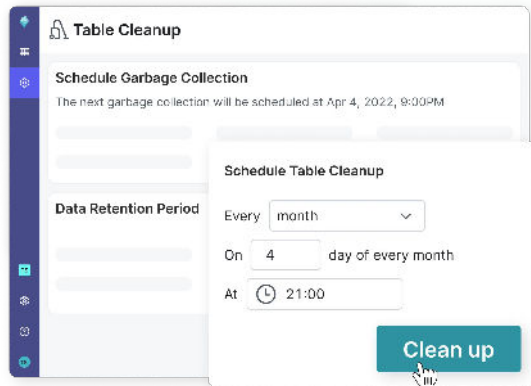 Table Cleanup
Schedule Garbage Collection
The next garbage collection will be scheduled at Apr 4, 2022, 9:00PM
Schedule Table Cleanup
Data Retention Period
Every month
On 4 day of every month
At 21:00
Clean up